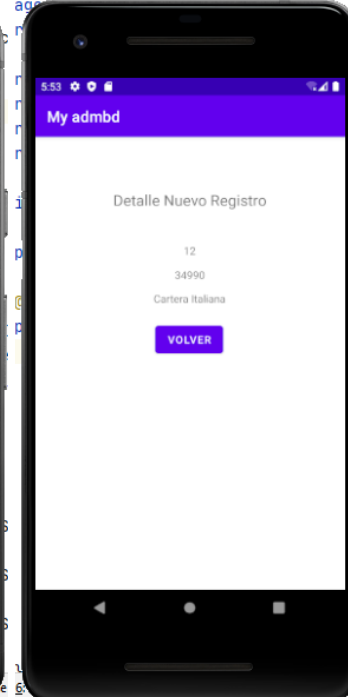 5:53
My admbd
Detalle Nuevo Registro
12
34990
Cartera Italiana
VOLVER